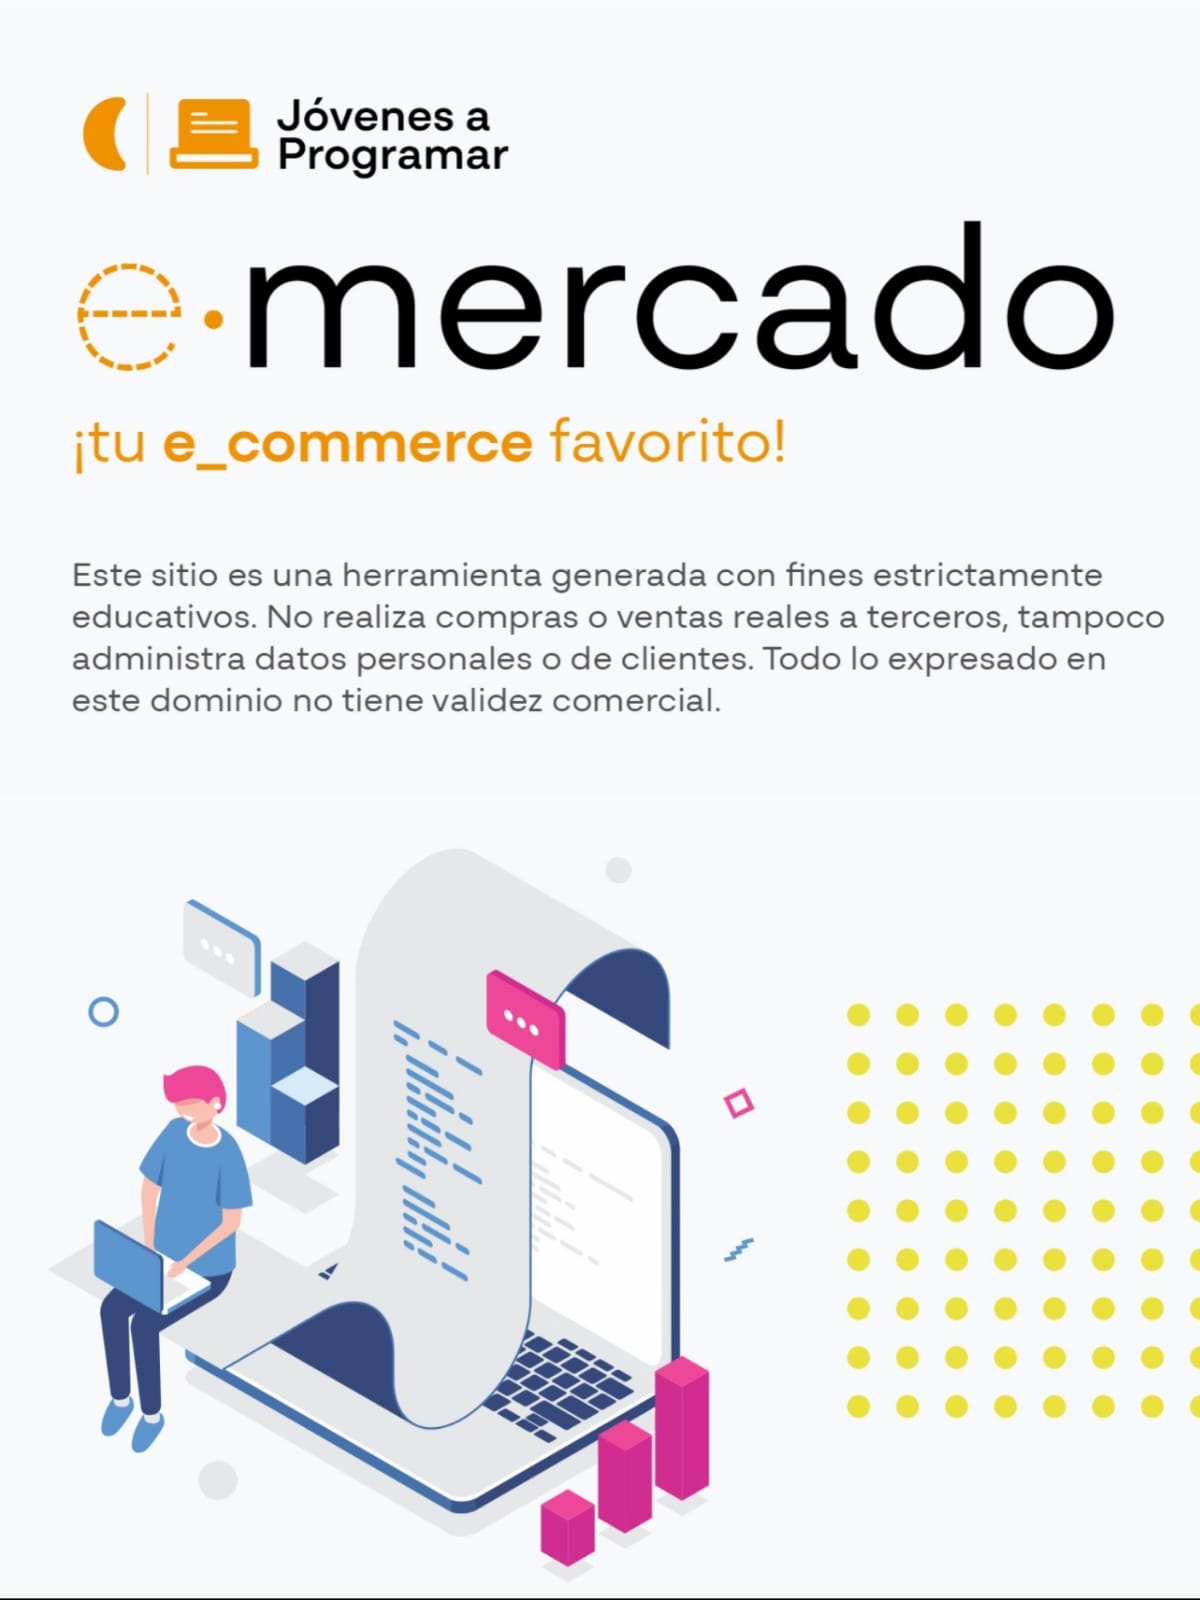 Jóvenes a
Programar
e·mercado
¡tu e_commerce favorito!
Este sitio es una herramienta generada con fines estrictamente
educativos. No realiza compras o ventas reales a terceros, tampoco
administra datos personales o de clientes. Todo lo expresado en
este dominio no tiene validez comercial.